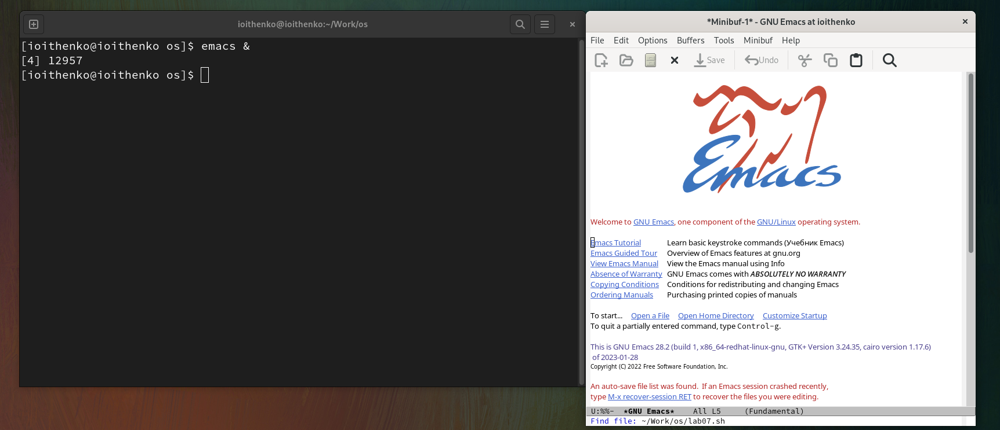 ioithenko@ioithenko:~/Work/os
[ioithenko@ioithenko os]$ emacs &
[4] 12957
[ioithenko@ioithenko os]$
*Minibuf-1* - GNU Emacs at ioithenko
File Edit Options Buffers Tools Minibuf Help
Save Undo
Emacs
Welcome to GNU Emacs, one component of the GNU/Linux operating system.
Emacs Tutorial Learn basic keystroke commands (Учебник Emacs)
Emacs Guided Tour Overview of Emacs features at gnu.org
View Emacs Manual View the Emacs manual using Info
Absence of Warranty GNU Emacs comes with ABSOLUTELY NO WARRANTY
Copying Conditions Conditions for redistributing and changing Emacs
Ordering Manuals Purchasing printed copies of manuals
To start... Open a File Open Home Directory Customize Startup
To quit a partially entered command, type Control-g.
This is GNU Emacs 28.2 (build 1, x86_64-redhat-linux-gnu, GTK+ Version 3.24.35, cairo version 1.17.6)
of 2023-01-28
Copyright (C) 2022 Free Software Foundation, Inc.
An auto-save file list was found. If an Emacs session crashed recently,
type M-x recover-session RET to recover the files you were editing.
U:%%- *GNU Emacs* All L5 (Fundamental)
Find file: ~/Work/os/lab07.sh